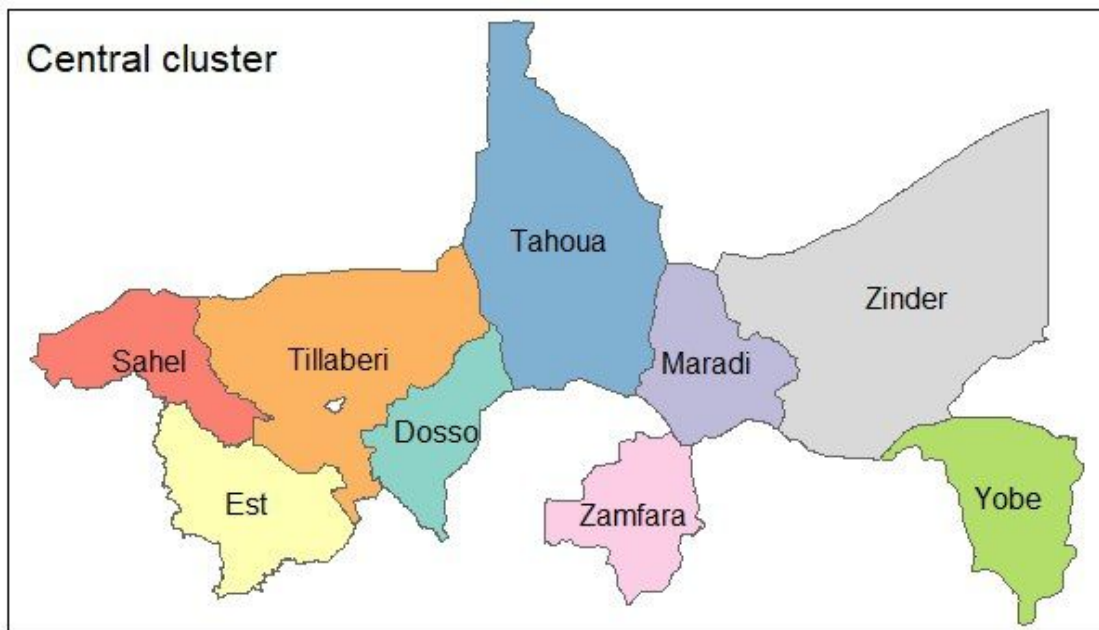 Central cluster
Tahoua
Zinder
Sahel
Tillaberi
Maradi
Dosso
Est
Zamfara
Yobe